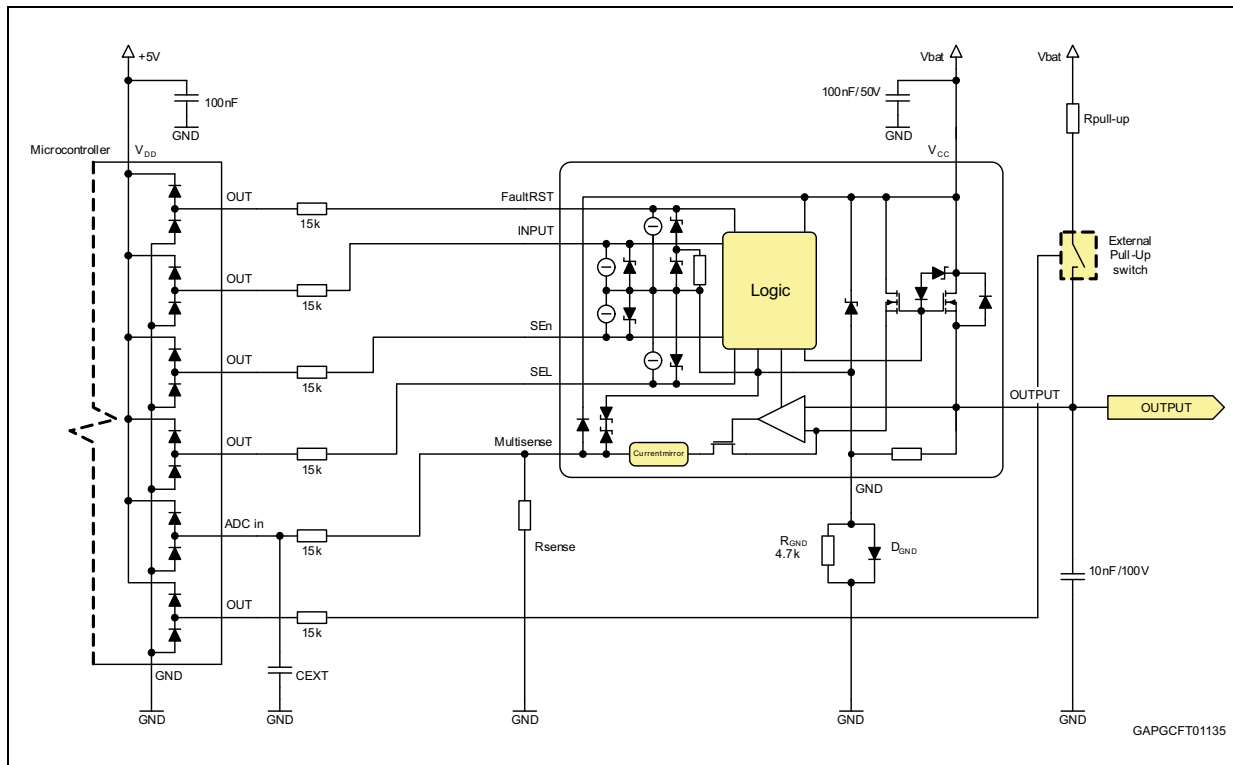 +5V
Vbat
Vbat
100nF
100nF/50V
GND
GND
Rpull-up
Microcontroller
VDD
VCC
OUT
15k
FaultRST
INPUT
OUT
15k
Logic
External
Pull-Up
switch
SEn
OUT
15k
SEL
OUTPUT
OUTPUT
OUT
15k
Multisense
Currentmirror
GND
ADC in
15k
Rsense
RGND
4.7k
DGND
10nF/100V
OUT
15k
GND
CEXT
GND
GND
GND
GND
GND
GAPGCFT01135